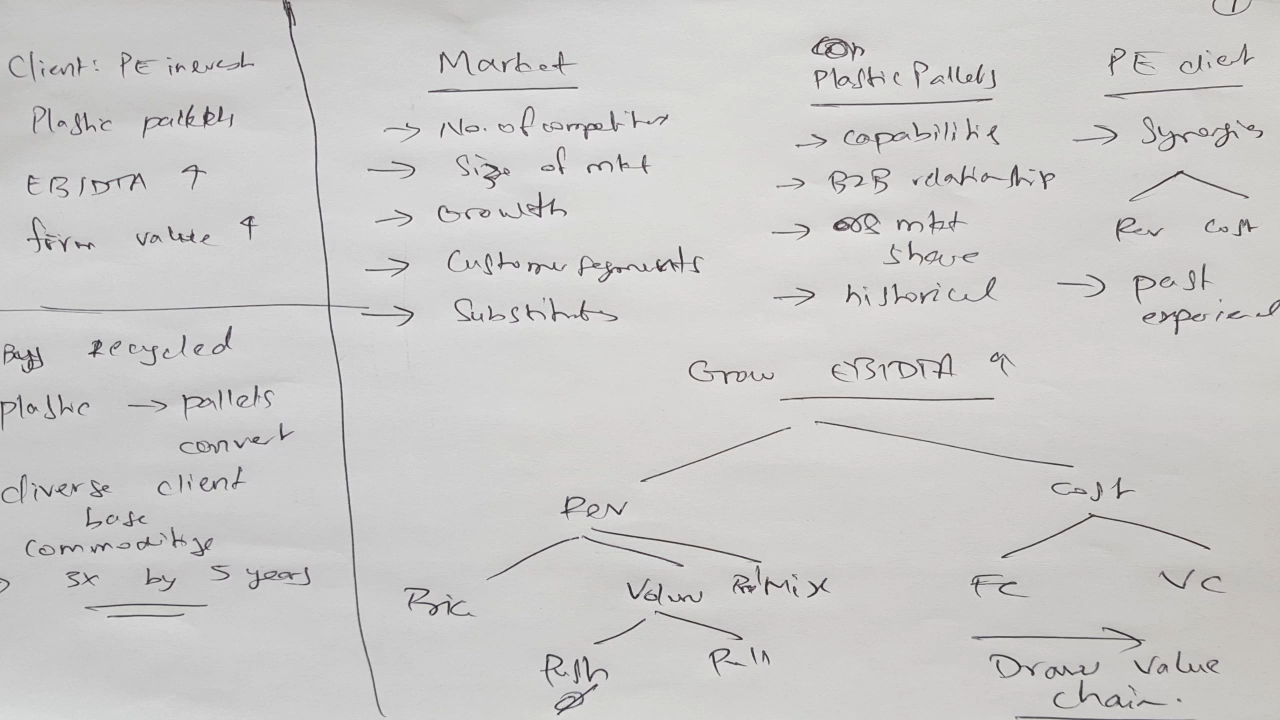 1
Client: PE invest
Plastic pallets
EBIDTA ↑
firm value ↑
recycled
plastic → pallets
convert
diverse client
base
commoditize
3x by 5 years
Market
→ No. of competitors
→ Size of mkt
→ Growth
→ Customer segments
→ Substitutes
Plastic Pallets
→ capabilities
→ B2B relationship
→ mkt
share
→ historical
PE client
→ Synergies
Rev Cost
→ past
experience
Grow EBIDTA ↑
Rev
Cost
Price Volum Mix
FC VC
Push Pull
Draw value
chain.